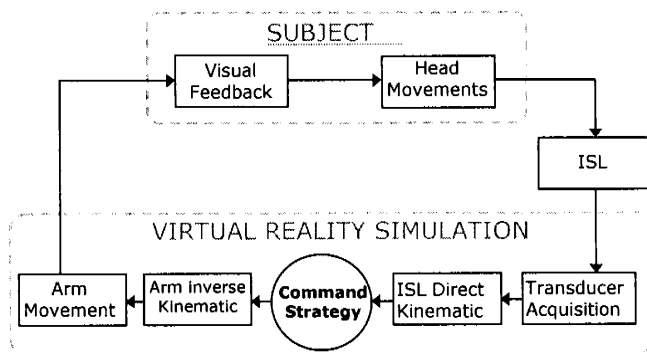 SUBJECT
Visual
Feedback
Head
Movements
ISL
VIRTUAL REALITY SIMULATION
Arm
Movement
Arm inverse
Kinematic
Command
Strategy
ISL Direct
Kinematic
Transducer
Acquisition